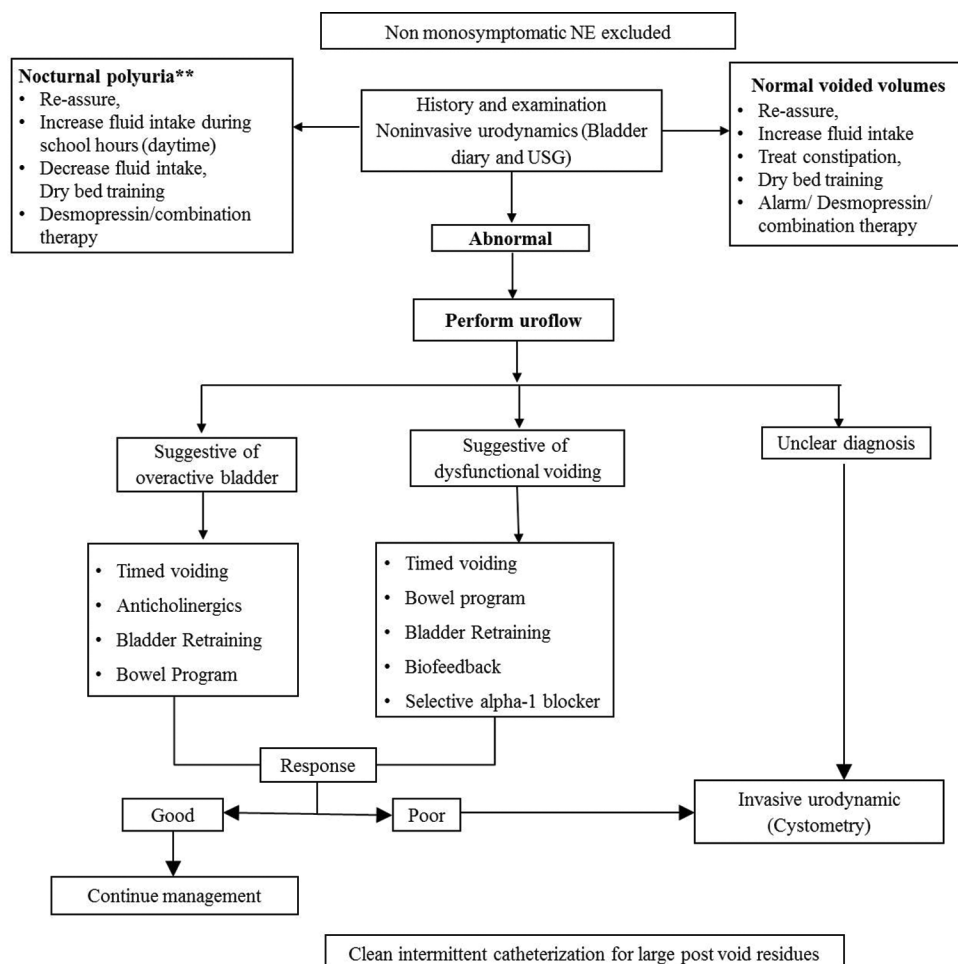 Non monosymptomatic NE excluded
Nocturnal polyuria**
• Re-assure,
• Increase fluid intake during
school hours (daytime)
• Decrease fluid intake,
Dry bed training
• Desmopressin/combination
therapy
History and examination
Noninvasive urodynamics (Bladder
diary and USG)
Normal voided volumes
• Re-assure,
• Increase fluid intake
• Treat constipation,
• Dry bed training
• Alarm/ Desmopressin/
combination therapy
Abnormal
Perform uroflow
Suggestive of
overactive bladder
Suggestive of
dysfunctional voiding
Unclear diagnosis
• Timed voiding
• Anticholinergics
• Bladder Retraining
• Bowel Program
• Timed voiding
• Bowel program
• Bladder Retraining
• Biofeedback
• Selective alpha-1 blocker
Response
Good
Poor
Invasive urodynamic
(Cystometry)
Continue management
Clean intermittent catheterization for large post void residues